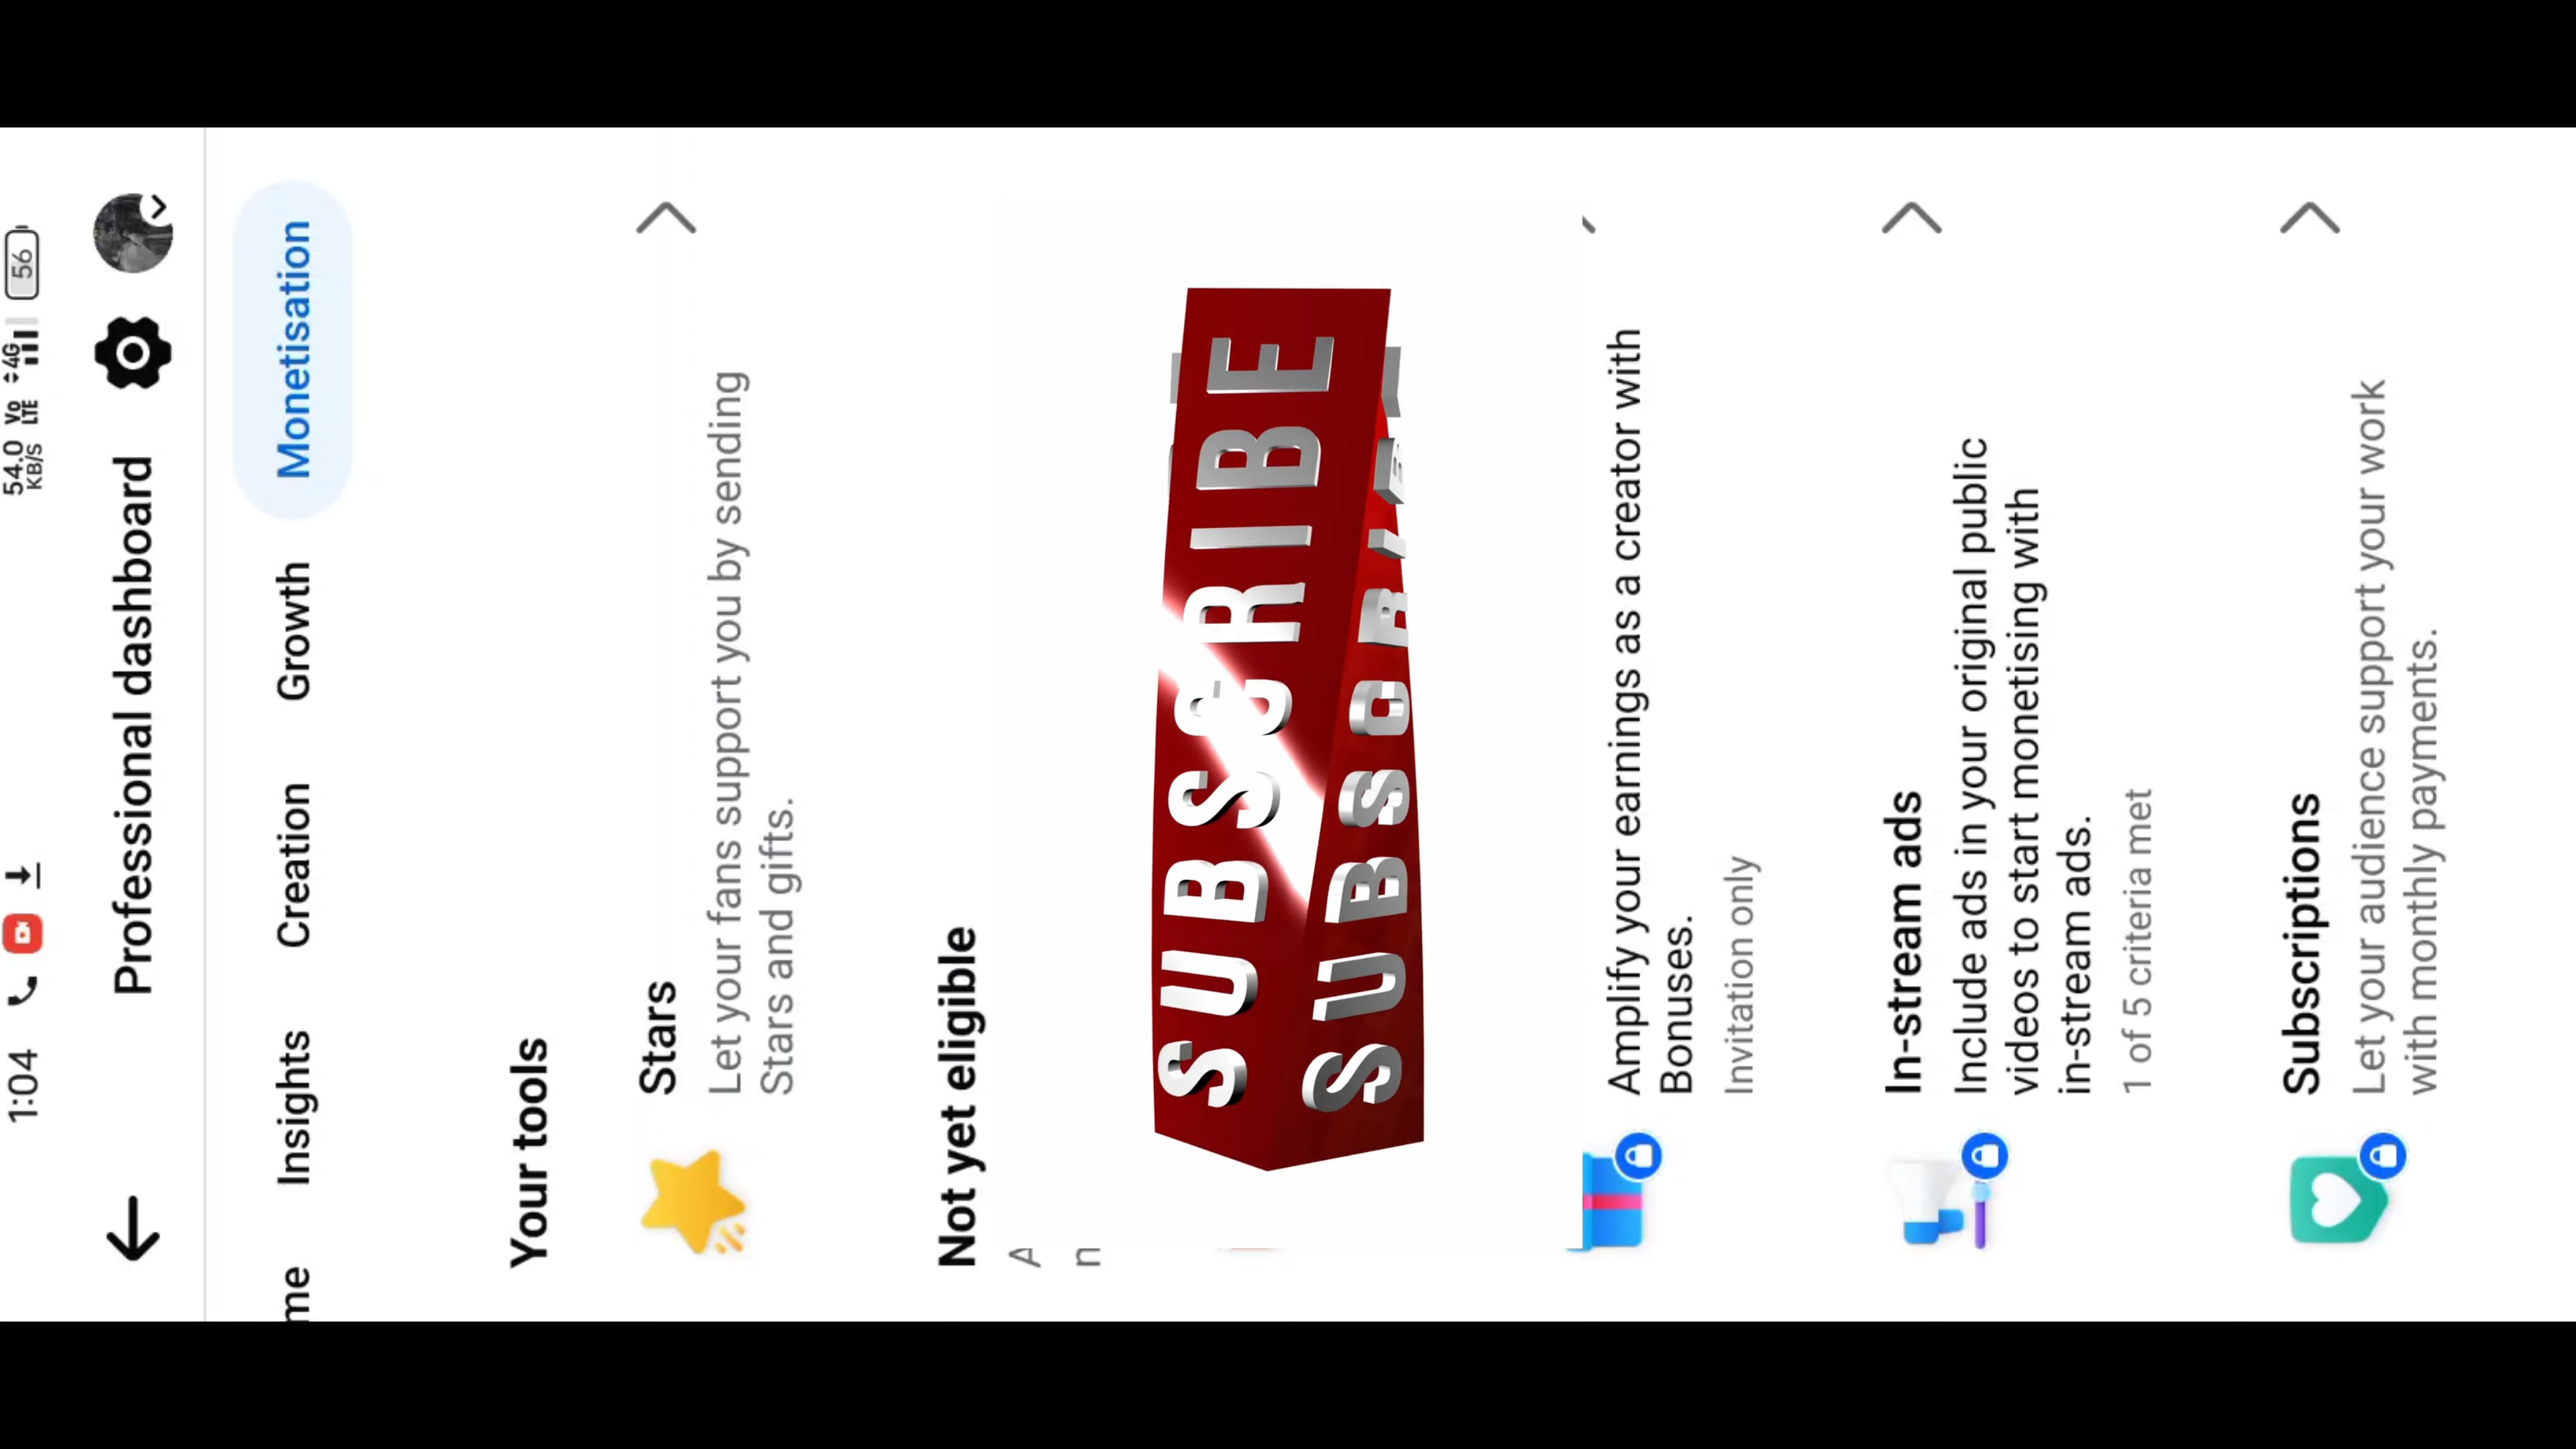 1:04
54.0 KB/S Vo LTE 4G 56
Professional dashboard
me Insights Creation Growth Monetisation
Your tools
Stars
Let your fans support you by sending
Stars and gifts.
Not yet eligible
A
n
SUBSCRIBE
SUBSCRIBE
Amplify your earnings as a creator with
Bonuses.
Invitation only
In-stream ads
Include ads in your original public
videos to start monetising with
in-stream ads.
1 of 5 criteria met
Subscriptions
Let your audience support your work
with monthly payments.